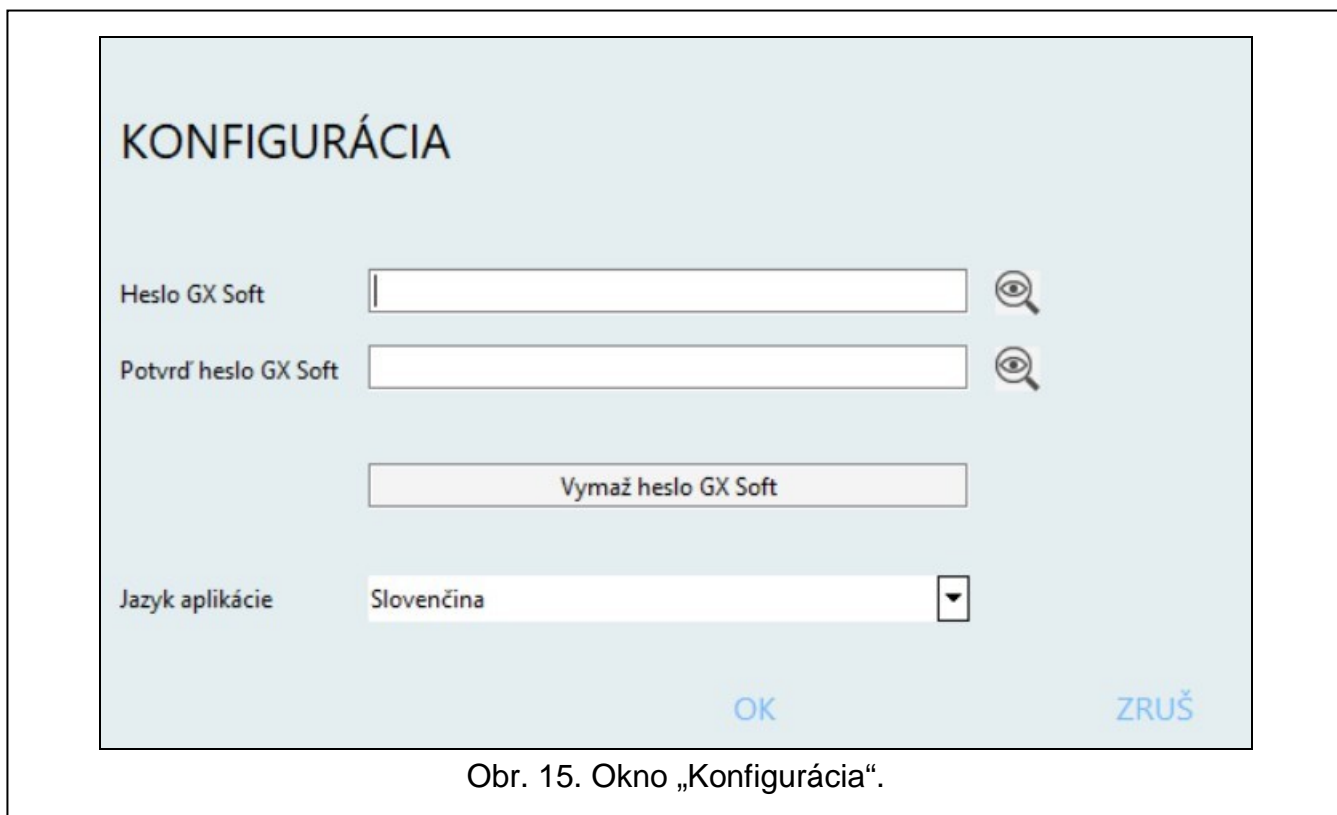 KONFIGURÁCIA
Heslo GX Soft
Potvrď heslo GX Soft
Vymaž heslo GX Soft
Jazyk aplikácie Slovenčina
OK ZRUŠ
Obr. 15. Okno „Konfigurácia“.